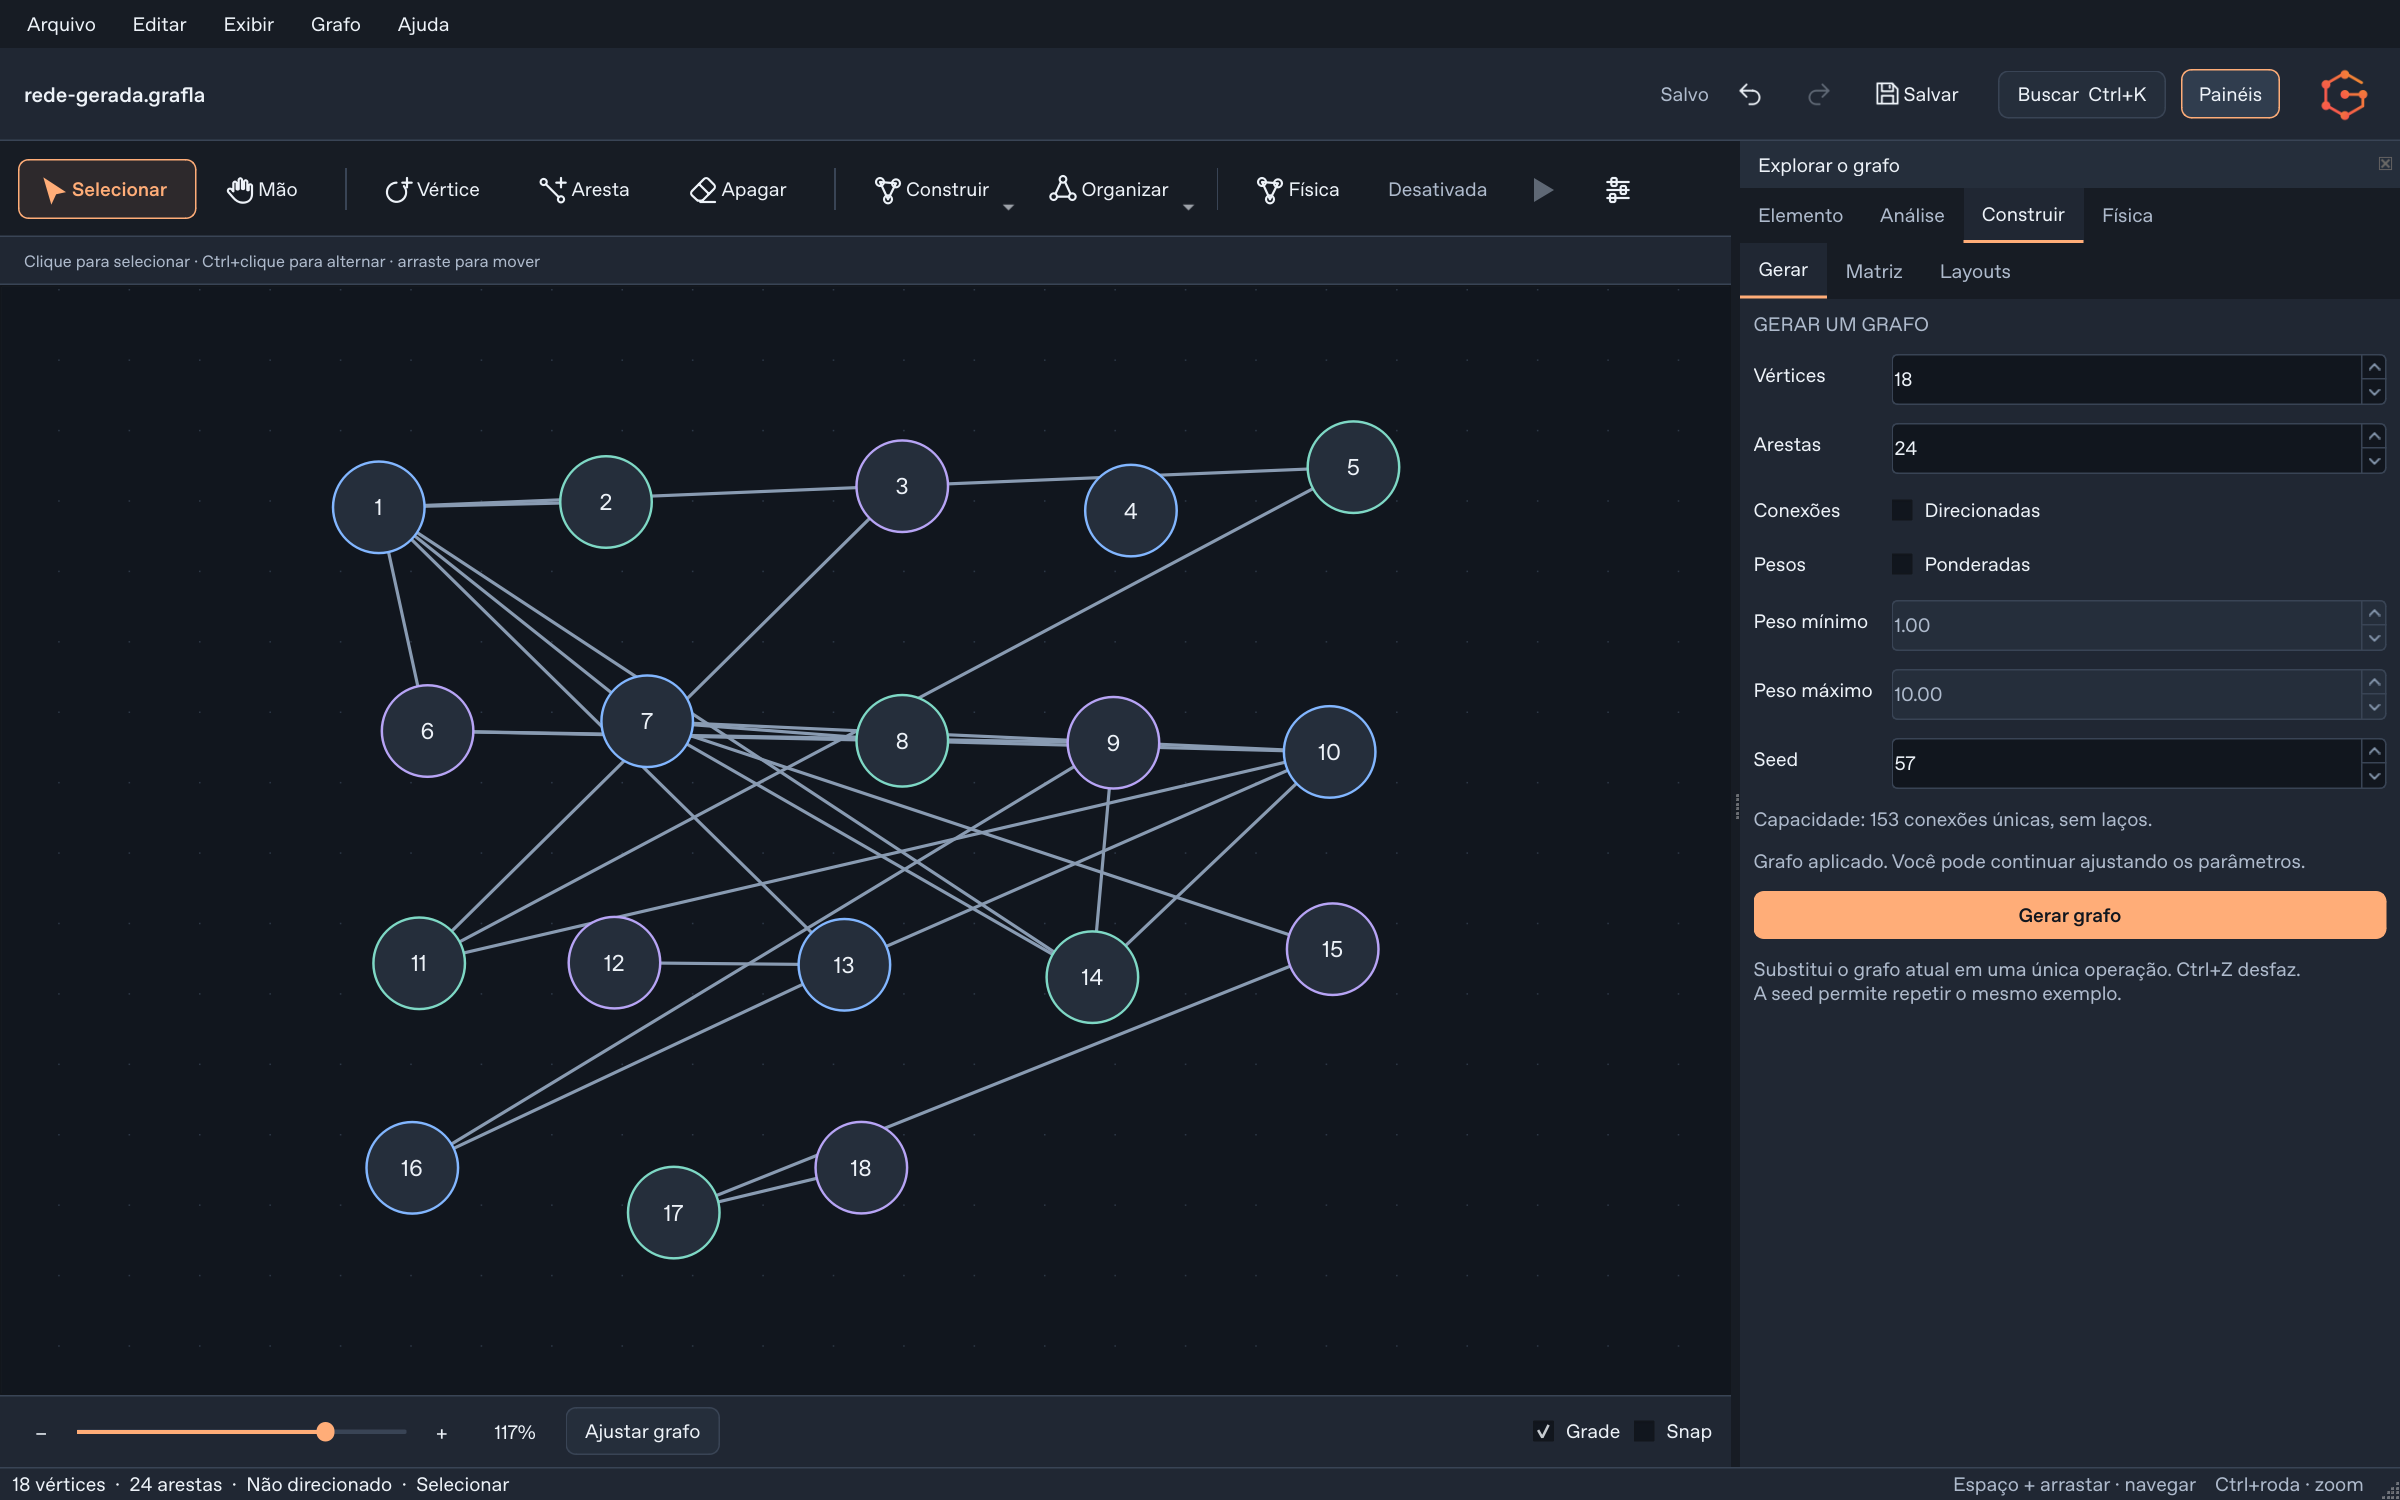 Arquivo Editar Exibir Grafo Ajuda
rede-gerada.grafla
Salvo Salvar Buscar Ctrl+K Painéis
Selecionar Mão Vértice Aresta Apagar Construir Organizar Física Desativada
Clique para selecionar · Ctrl+clique para alternar · arraste para mover
1
2
3
4
5
6
7
8
9
10
11
12
13
14
15
16
17
18
− + 117% Ajustar grafo Grade Snap
18 vértices · 24 arestas · Não direcionado · Selecionar
Explorar o grafo
Elemento Análise Construir Física
Gerar Matriz Layouts
GERAR UM GRAFO
Vértices 18
Arestas 24
Conexões Direcionadas
Pesos Ponderadas
Peso mínimo 1.00
Peso máximo 10.00
Seed 57
Capacidade: 153 conexões únicas, sem laços.
Grafo aplicado. Você pode continuar ajustando os parâmetros.
Gerar grafo
Substitui o grafo atual em uma única operação. Ctrl+Z desfaz.
A seed permite repetir o mesmo exemplo.
Espaço + arrastar · navegar Ctrl+roda · zoom